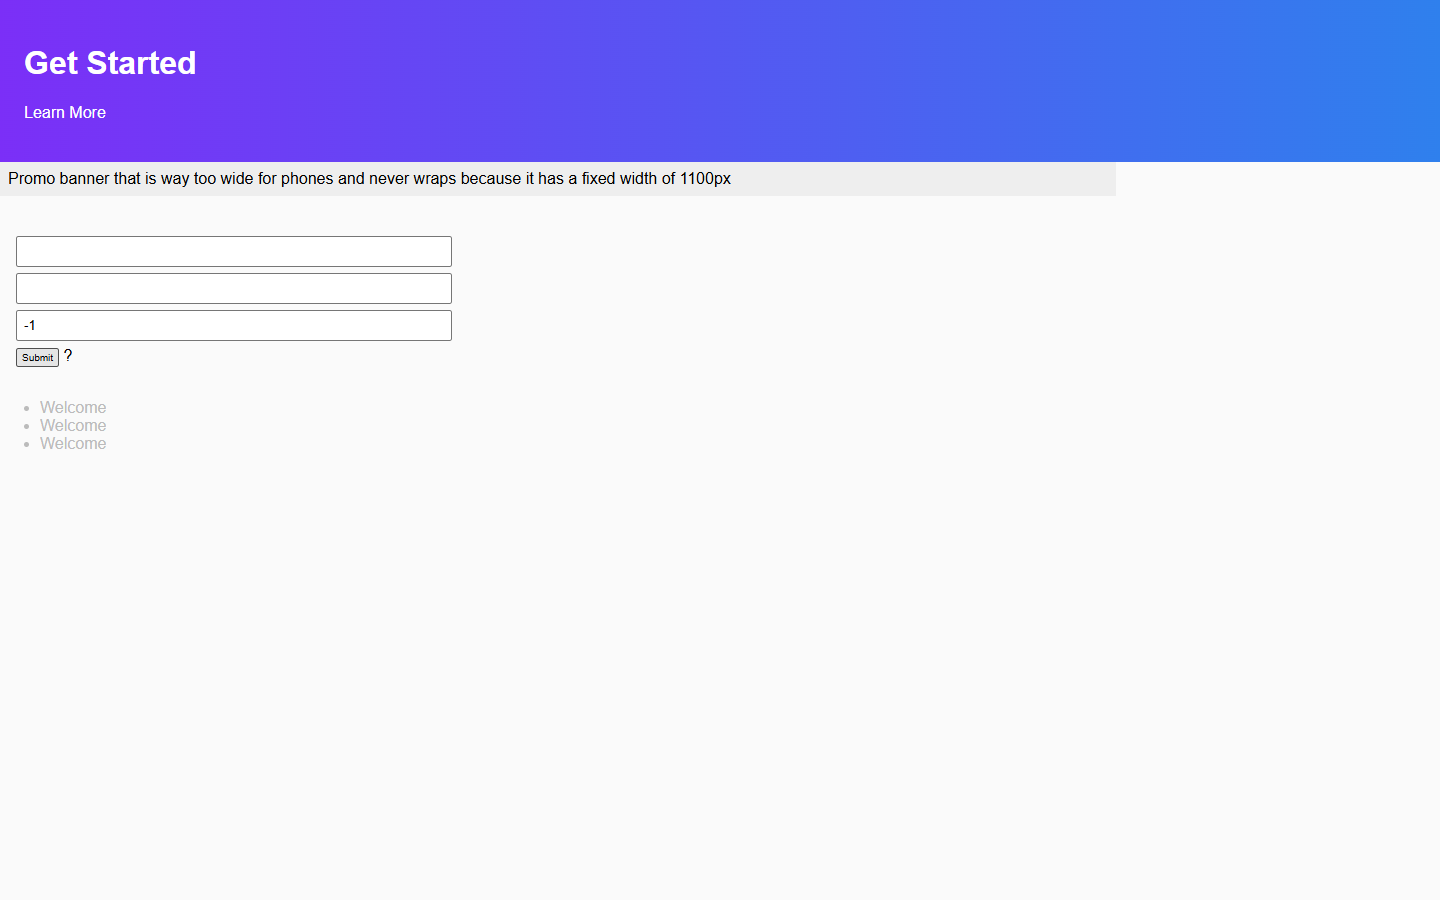 Get Started
Learn More
Promo banner that is way too wide for phones and never wraps because it has a fixed width of 1100px
-1
Submit ?
Welcome
Welcome
Welcome